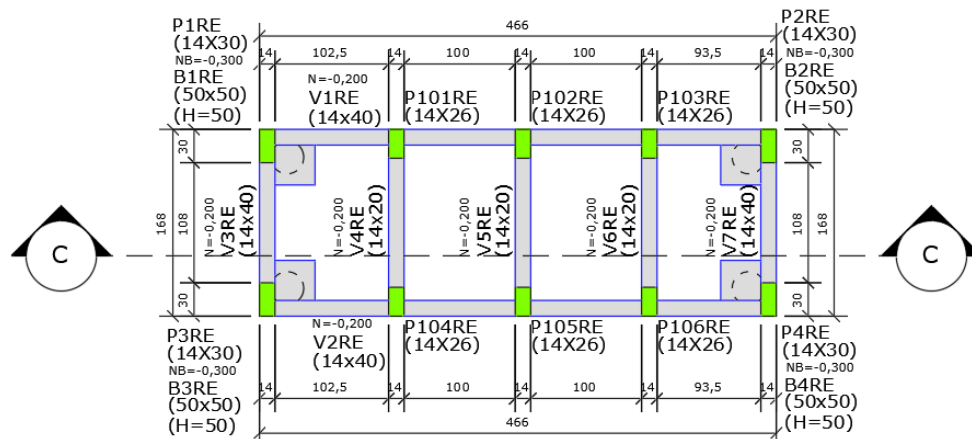 P1RE
(14X30)
NB=-0,300
B1RE
(50x50)
(H=50)
466
P2RE
(14X30)
NB=-0,300
B2RE
(50x50)
(H=50)
14 102,5 14 100 14 100 14 93,5 14
N=-0,200
V1RE
(14x40)
P101RE
(14X26)
P102RE
(14X26)
P103RE
(14X26)
168
30
108
30
N=-0,200
V3RE
(14x40)
N=-0,200
V4RE
(14x20)
N=-0,200
V5RE
(14x20)
N=-0,200
V6RE
(14x20)
N=-0,200
V7RE
(14x40)
30
108
30
168
C
C
N=-0,200
V2RE
(14x40)
P104RE
(14X26)
P105RE
(14X26)
P106RE
(14X26)
P3RE
(14X30)
NB=-0,300
B3RE
(50x50)
(H=50)
P4RE
(14X30)
NB=-0,300
B4RE
(50x50)
(H=50)
14 102,5 14 100 14 100 14 93,5 14
466